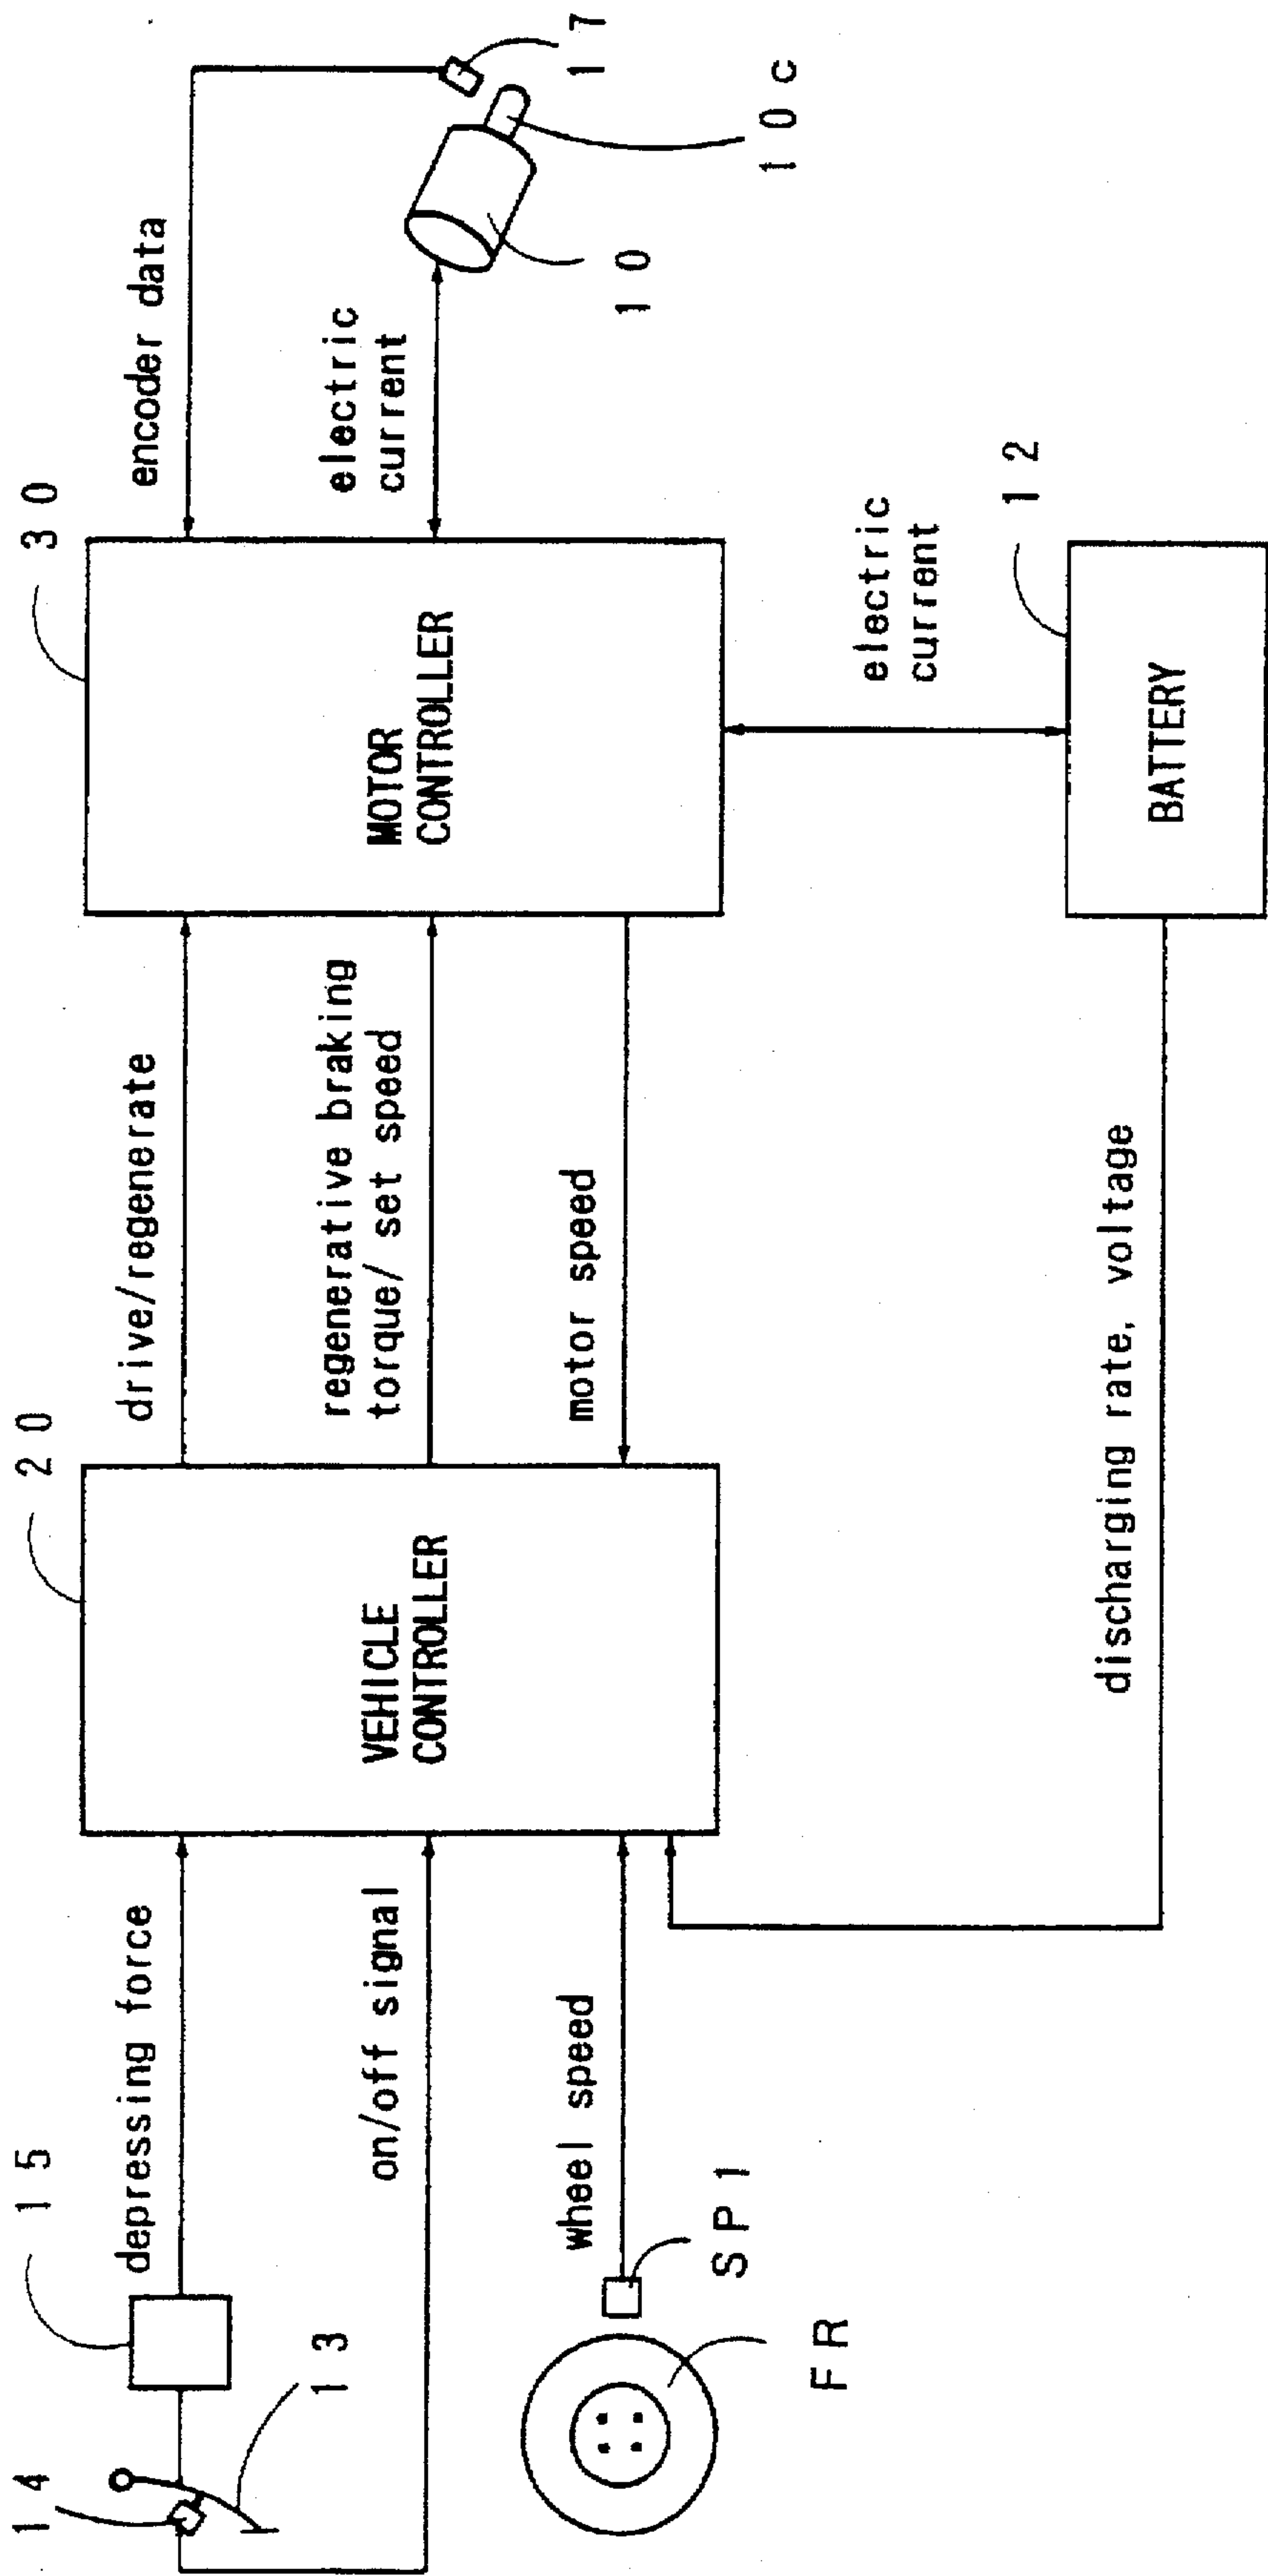 14
15
13
depressing force
on/off signal
wheel speed
SP1
FR
20
VEHICLE
CONTROLLER
drive/regenerate
regenerative braking
torque/ set speed
motor speed
discharging rate, voltage
30
MOTOR
CONTROLLER
encoder data
electric
current
17
10c
10
electric
current
12
BATTERY